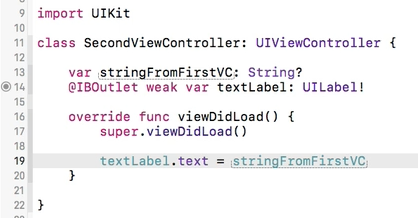 9
import UIKit
10
11 class SecondViewController: UIViewController {
12
13 var stringFromFirstVC: String?
14 @IBOutlet weak var textLabel: UILabel!
15
16 override func viewDidLoad() {
17 super.viewDidLoad()
18
19 textLabel.text = stringFromFirstVC
20 }
21
22 }